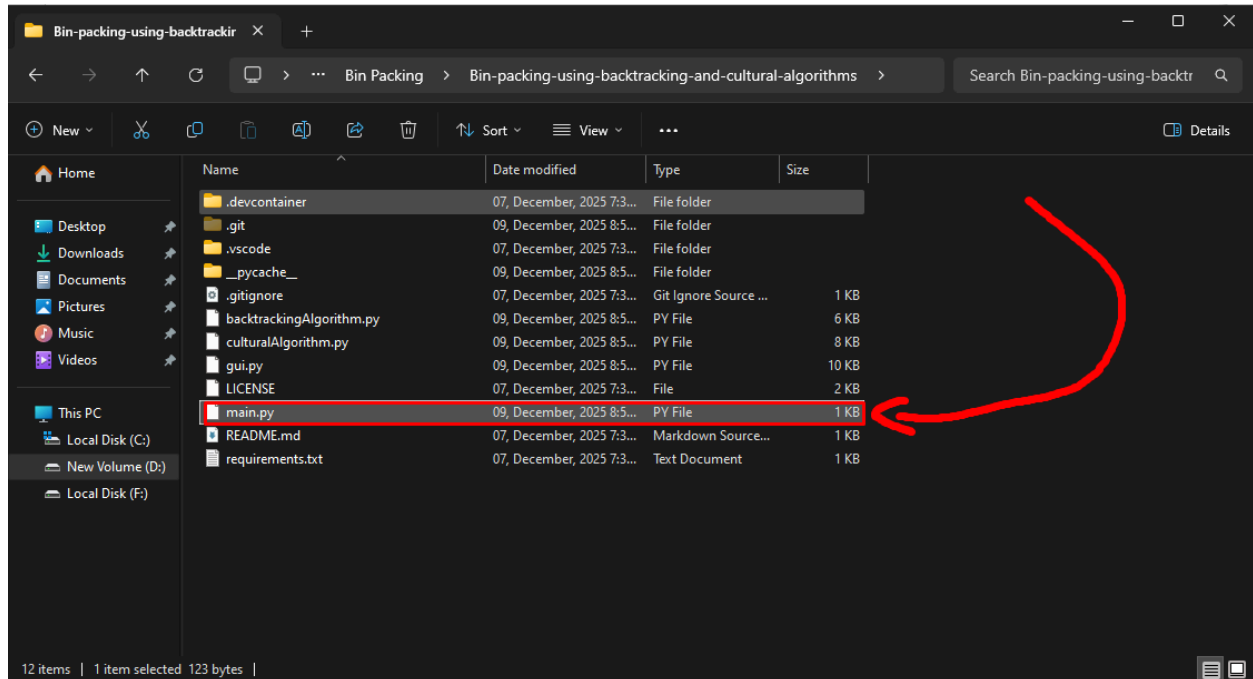 Bin-packing-using-backtrackir
Bin Packing > Bin-packing-using-backtracking-and-cultural-algorithms >
Search Bin-packing-using-backtr
New
Sort
View
Details
Home
Desktop
Downloads
Documents
Pictures
Music
Videos
This PC
Local Disk (C:)
New Volume (D:)
Local Disk (F:)
Name Date modified Type Size
.devcontainer 07, December, 2025 7:3... File folder
.git 09, December, 2025 8:5... File folder
.vscode 07, December, 2025 7:3... File folder
__pycache__ 09, December, 2025 8:5... File folder
.gitignore 07, December, 2025 7:3... Git Ignore Source ... 1 KB
backtrackingAlgorithm.py 09, December, 2025 8:5... PY File 6 KB
culturalAlgorithm.py 09, December, 2025 8:5... PY File 8 KB
gui.py 09, December, 2025 8:5... PY File 10 KB
LICENSE 07, December, 2025 7:3... File 2 KB
main.py 09, December, 2025 8:5... PY File 1 KB
README.md 07, December, 2025 7:3... Markdown Source... 1 KB
requirements.txt 07, December, 2025 7:3... Text Document 1 KB
12 items | 1 item selected 123 bytes |